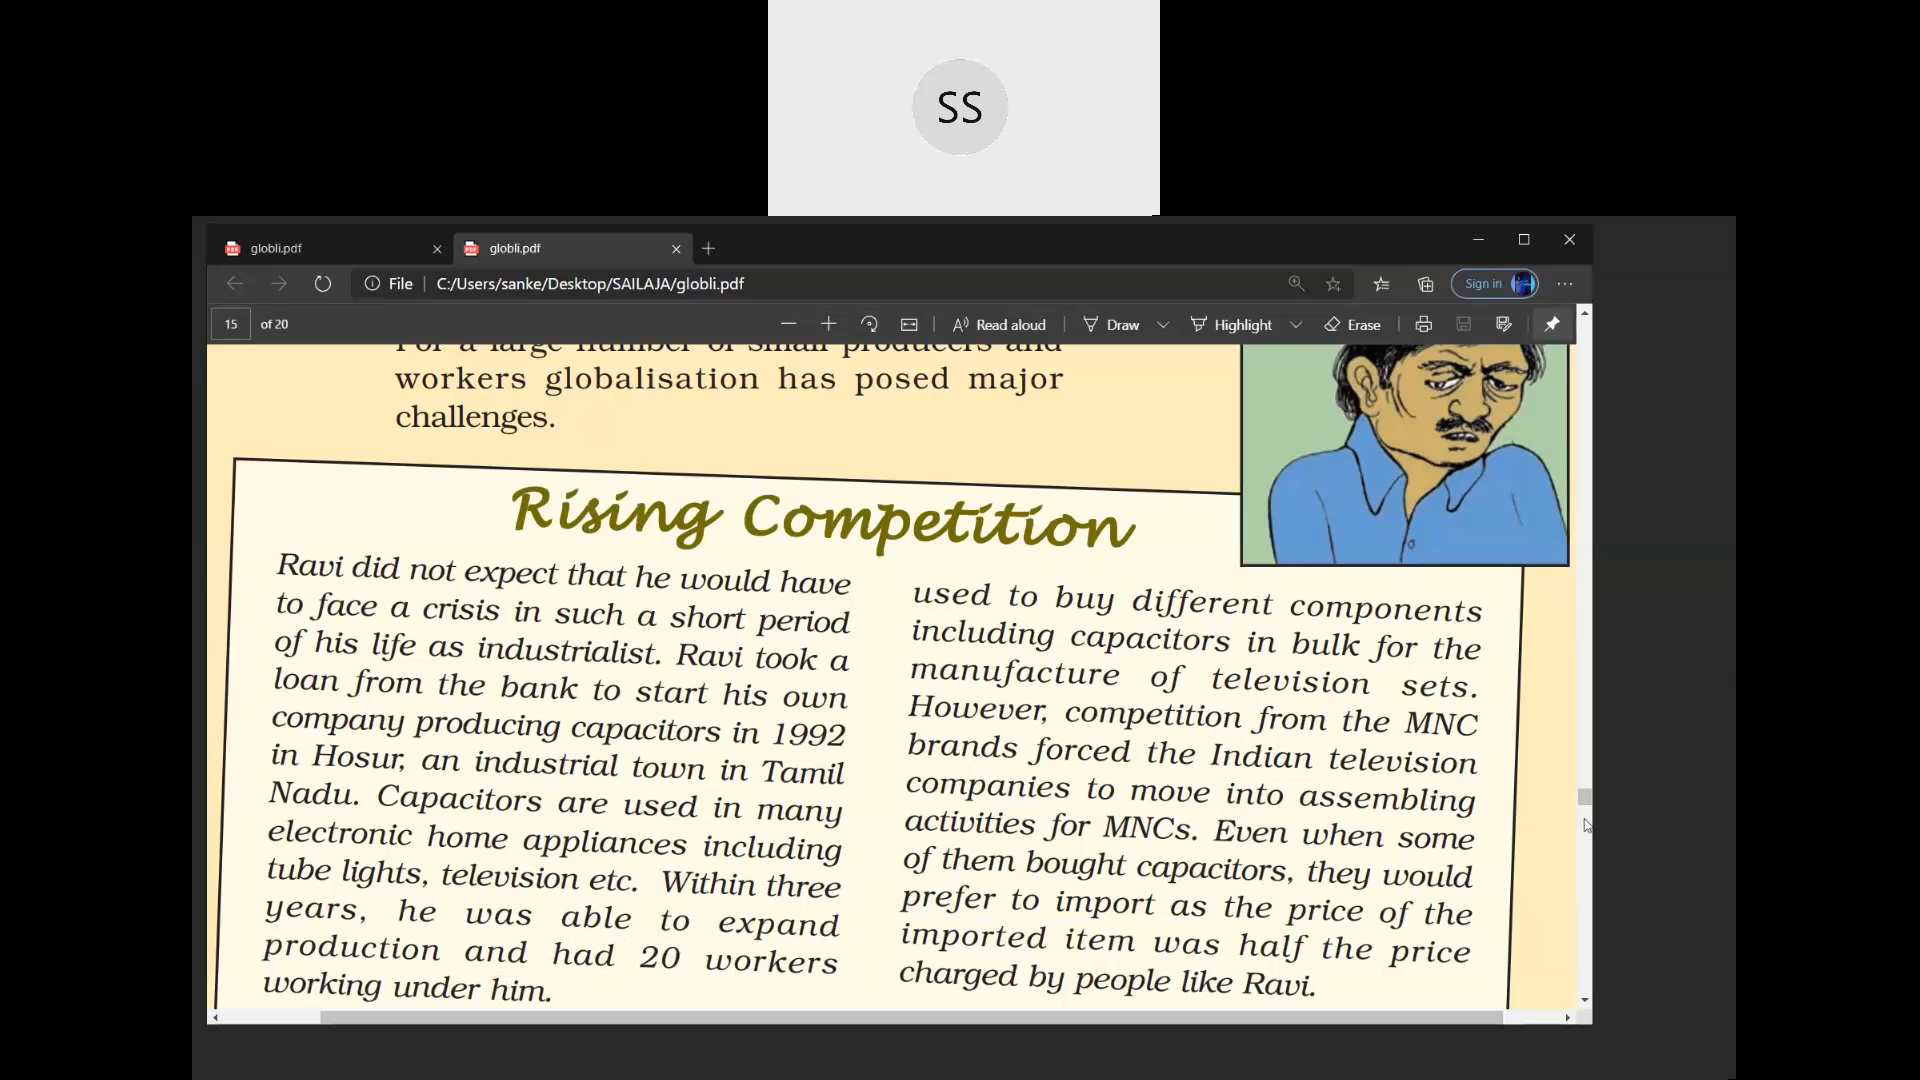 SS
globli.pdf
globli.pdf
File C:/Users/sanke/Desktop/SAILAJA/globli.pdf Sign in
15 of 20 Read aloud Draw Highlight Erase
For a large number of small producers and
workers globalisation has posed major
challenges.
Rising Competition
Ravi did not expect that he would have
to face a crisis in such a short period
of his life as industrialist. Ravi took a
loan from the bank to start his own
company producing capacitors in 1992
in Hosur, an industrial town in Tamil
Nadu. Capacitors are used in many
electronic home appliances including
tube lights, television etc. Within three
years, he was able to expand
production and had 20 workers
working under him.
used to buy different components
including capacitors in bulk for the
manufacture of television sets.
However, competition from the MNC
brands forced the Indian television
companies to move into assembling
activities for MNCs. Even when some
of them bought capacitors, they would
prefer to import as the price of the
imported item was half the price
charged by people like Ravi.